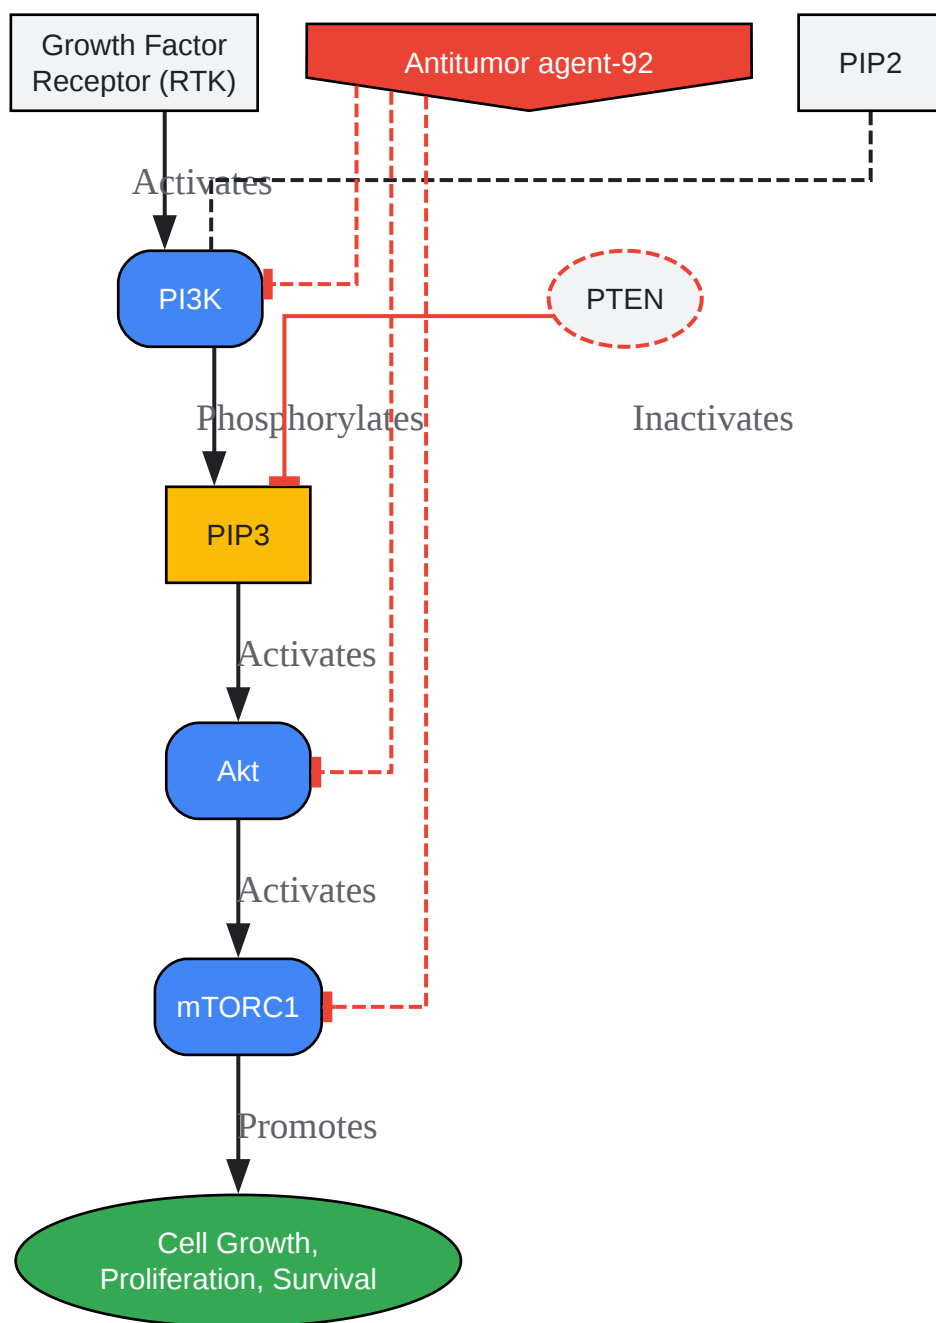 Growth Factor
Receptor (RTK)
Antitumor agent-92
PIP2
Activates
PI3K
PTEN
Phosphorylates
Inactivates
PIP3
Activates
Akt
Activates
mTORC1
Promotes
Cell Growth,
Proliferation, Survival